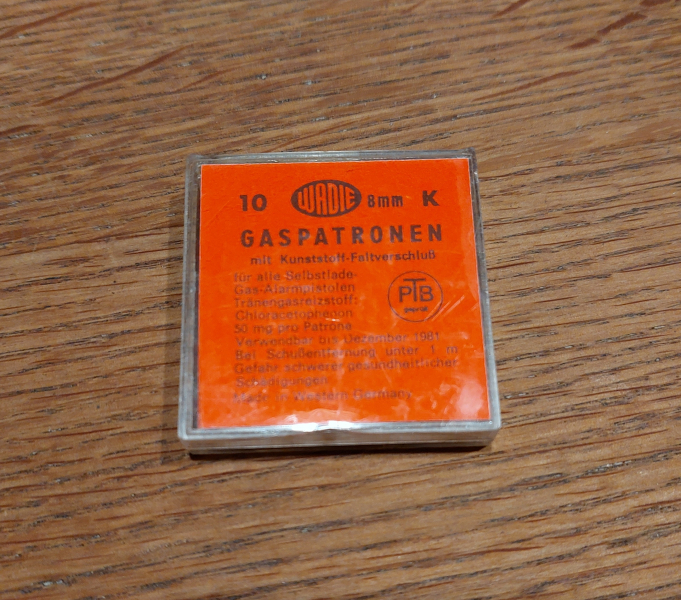 10 WADIE 8mm K
GASPATRONEN
mit Kunststoff-Faltverschluß
für alle Selbstlade-
Gas-Alarmpistolen
Tränengasreizstoff:
Chloracetophenon
50 mg pro Patrone
PTB
Verwendbar bis Dezember 1981
Bei Schußentfernung unter 1 m
Gefahr schwerer gesundheitlicher
Schädigungen
Made in Western Germany